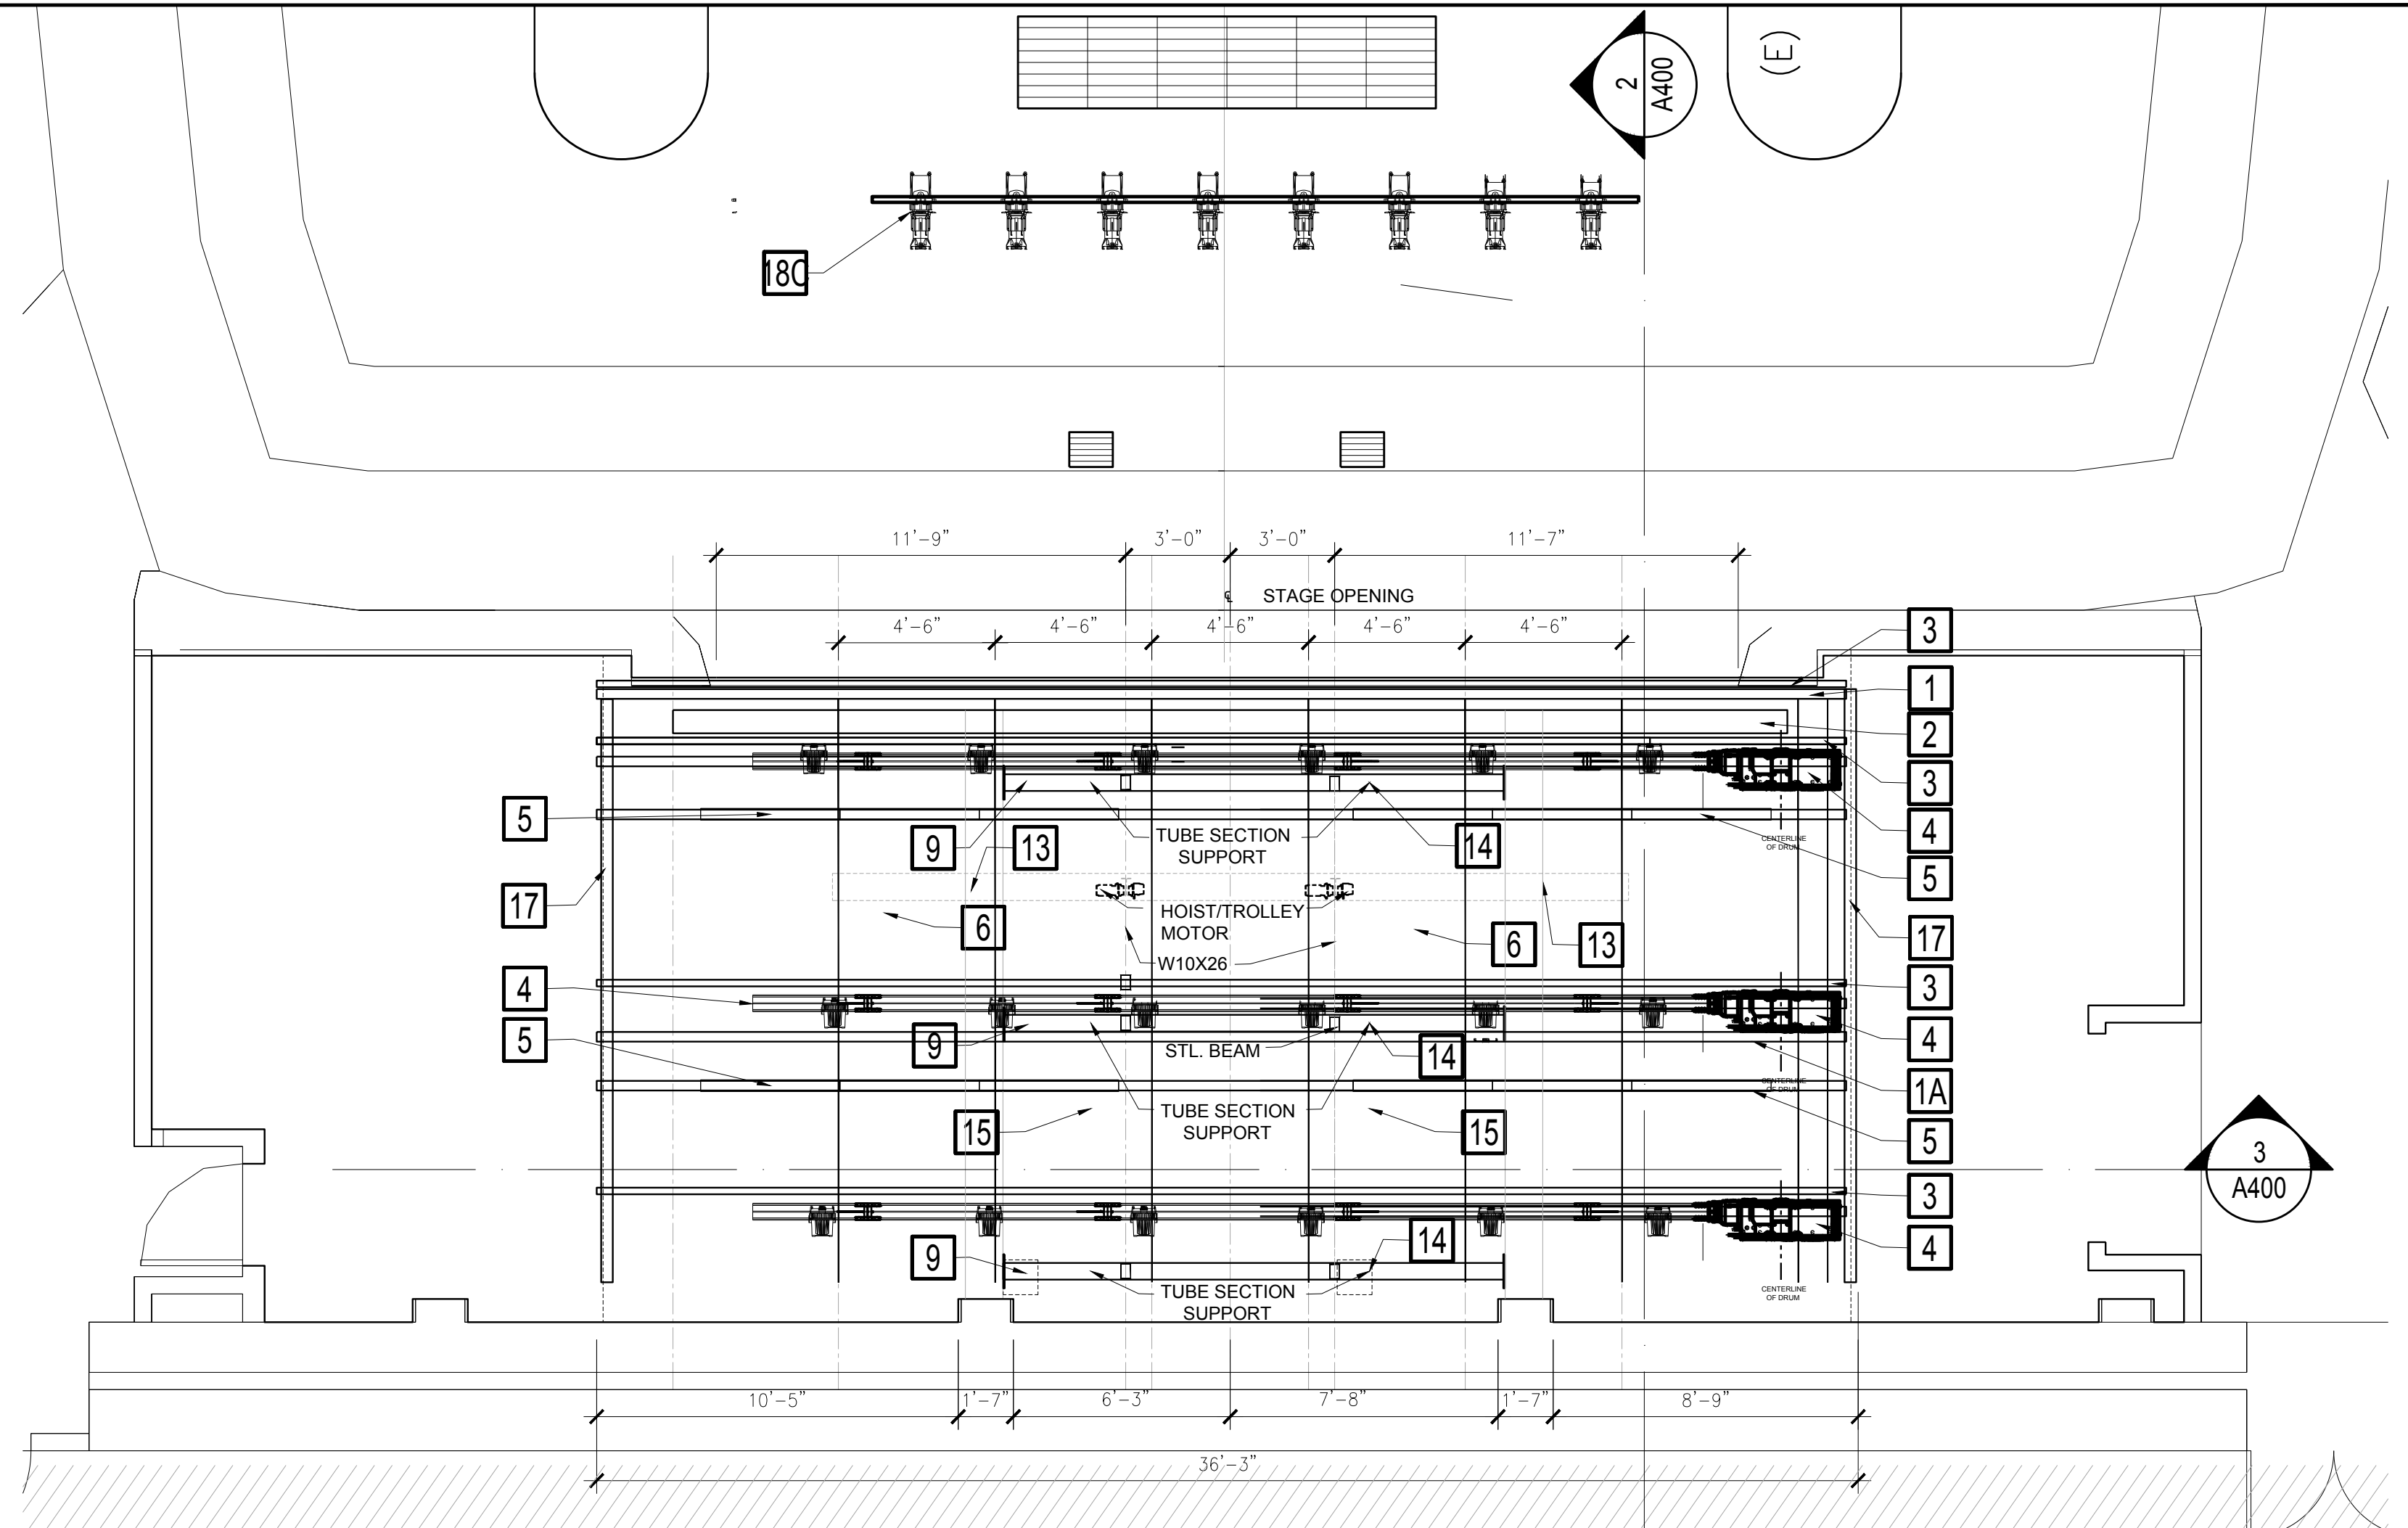 2
A400
(E)
18C
11'-9"
3'-0"
3'-0"
11'-7"
℄ STAGE OPENING
4'-6"
4'-6"
4'-6"
4'-6"
4'-6"
3
1
2
3
4
5
17
3
4
1A
5
3
4
5
17
4
5
9
13
TUBE SECTION
SUPPORT
14
CENTERLINE
OF DRUM
HOIST/TROLLEY
MOTOR
6
6
13
W10X26
9
STL. BEAM
14
CENTERLINE
OF DRUM
15
TUBE SECTION
SUPPORT
15
3
A400
9
14
TUBE SECTION
SUPPORT
CENTERLINE
OF DRUM
10'-5"
1'-7"
6'-3"
7'-8"
1'-7"
8'-9"
36'-3"